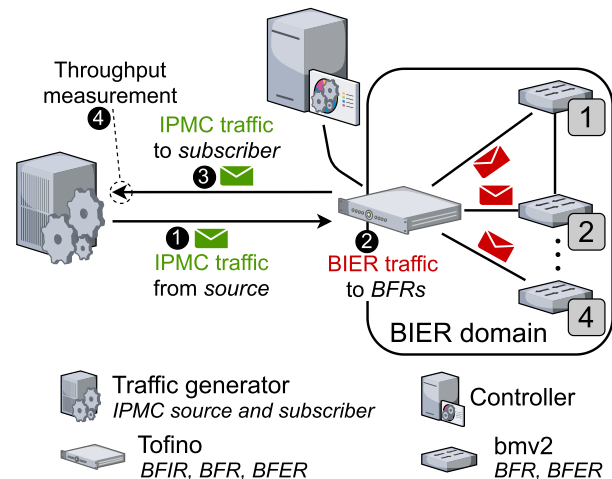 Throughput
measurement
4
IPMC traffic
to subscriber
3
1
IPMC traffic
from source
2
BIER traffic
to BFRs
1
2
4
BIER domain
Traffic generator
IPMC source and subscriber
Controller
Tofino
BFIR, BFR, BFER
bmv2
BFR, BFER